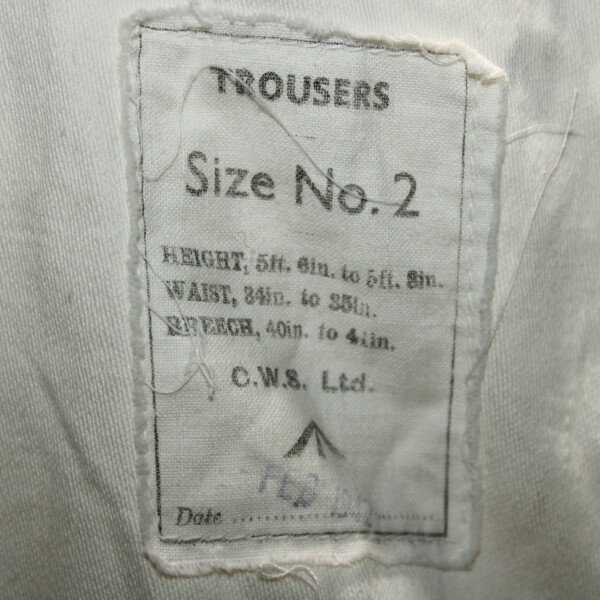 TROUSERS
Size No. 2
HEIGHT, 5ft. 6in. to 5ft. 8in.
WAIST, 34in. to 35in.
BREECH, 40in. to 41in.
C.W.S. Ltd.
FEB
Date